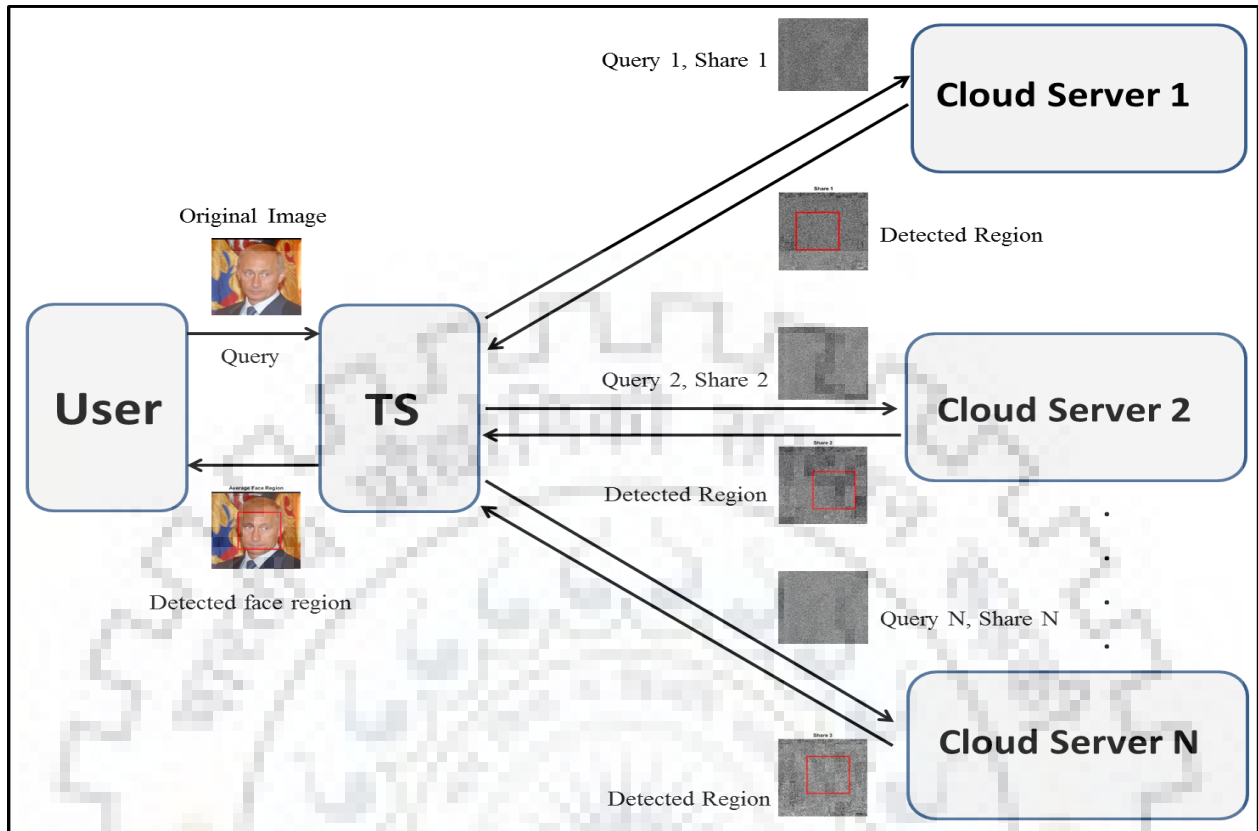 Query 1, Share 1
Cloud Server 1
Share 1
Detected Region
Original Image
Query
User
TS
Average Face Region
Detected face region
Query 2, Share 2
Cloud Server 2
Share 2
Detected Region
Query N, Share N
Cloud Server N
Share 3
Detected Region